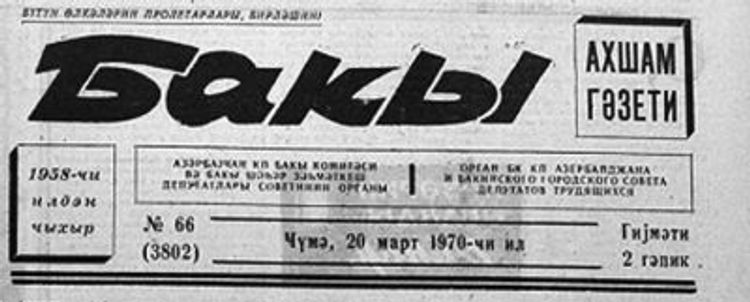 БҮТҮН ӨЛКӘЛӘРИН ПРОЛЕТАРЛАРЫ, БИРЛӘШИН!
БАКЫ
АХШАМ
ГӘЗЕТИ
1958-чи
илдән
чыхыр
АЗӘРБАЈҸАН КП БАКЫ КОМИТӘСИ
ВӘ БАКЫ ШӘҺӘР ЗӘҺМӘТКЕШ
ДЕПУТАТЛАРЫ СОВЕТИНИН ОРГАНЫ
ОРГАН БК КП АЗЕРБАЙДЖАНА
И БАКИНСКОГО ГОРОДСКОГО СОВЕТА
ДЕПУТАТОВ ТРУДЯЩИХСЯ
№ 66
(3802)
Ҹүмә, 20 март 1970-чи ил
Гијмәти
2 гәпик